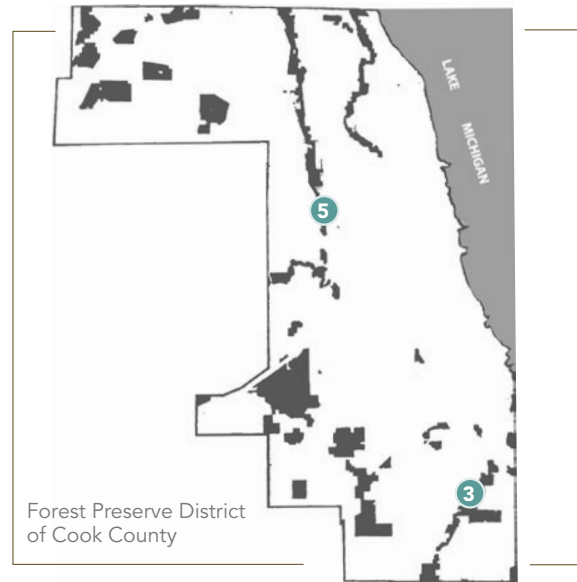 LAKE
MICHIGAN
5
3
Forest Preserve District
of Cook County